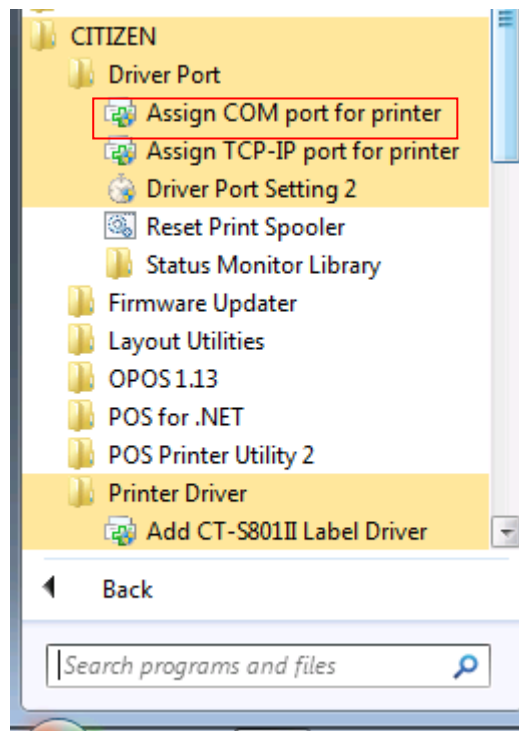 CITIZEN
Driver Port
Assign COM port for printer
Assign TCP-IP port for printer
Driver Port Setting 2
Reset Print Spooler
Status Monitor Library
Firmware Updater
Layout Utilities
OPOS 1.13
POS for .NET
POS Printer Utility 2
Printer Driver
Add CT-S801II Label Driver
Back
Search programs and files